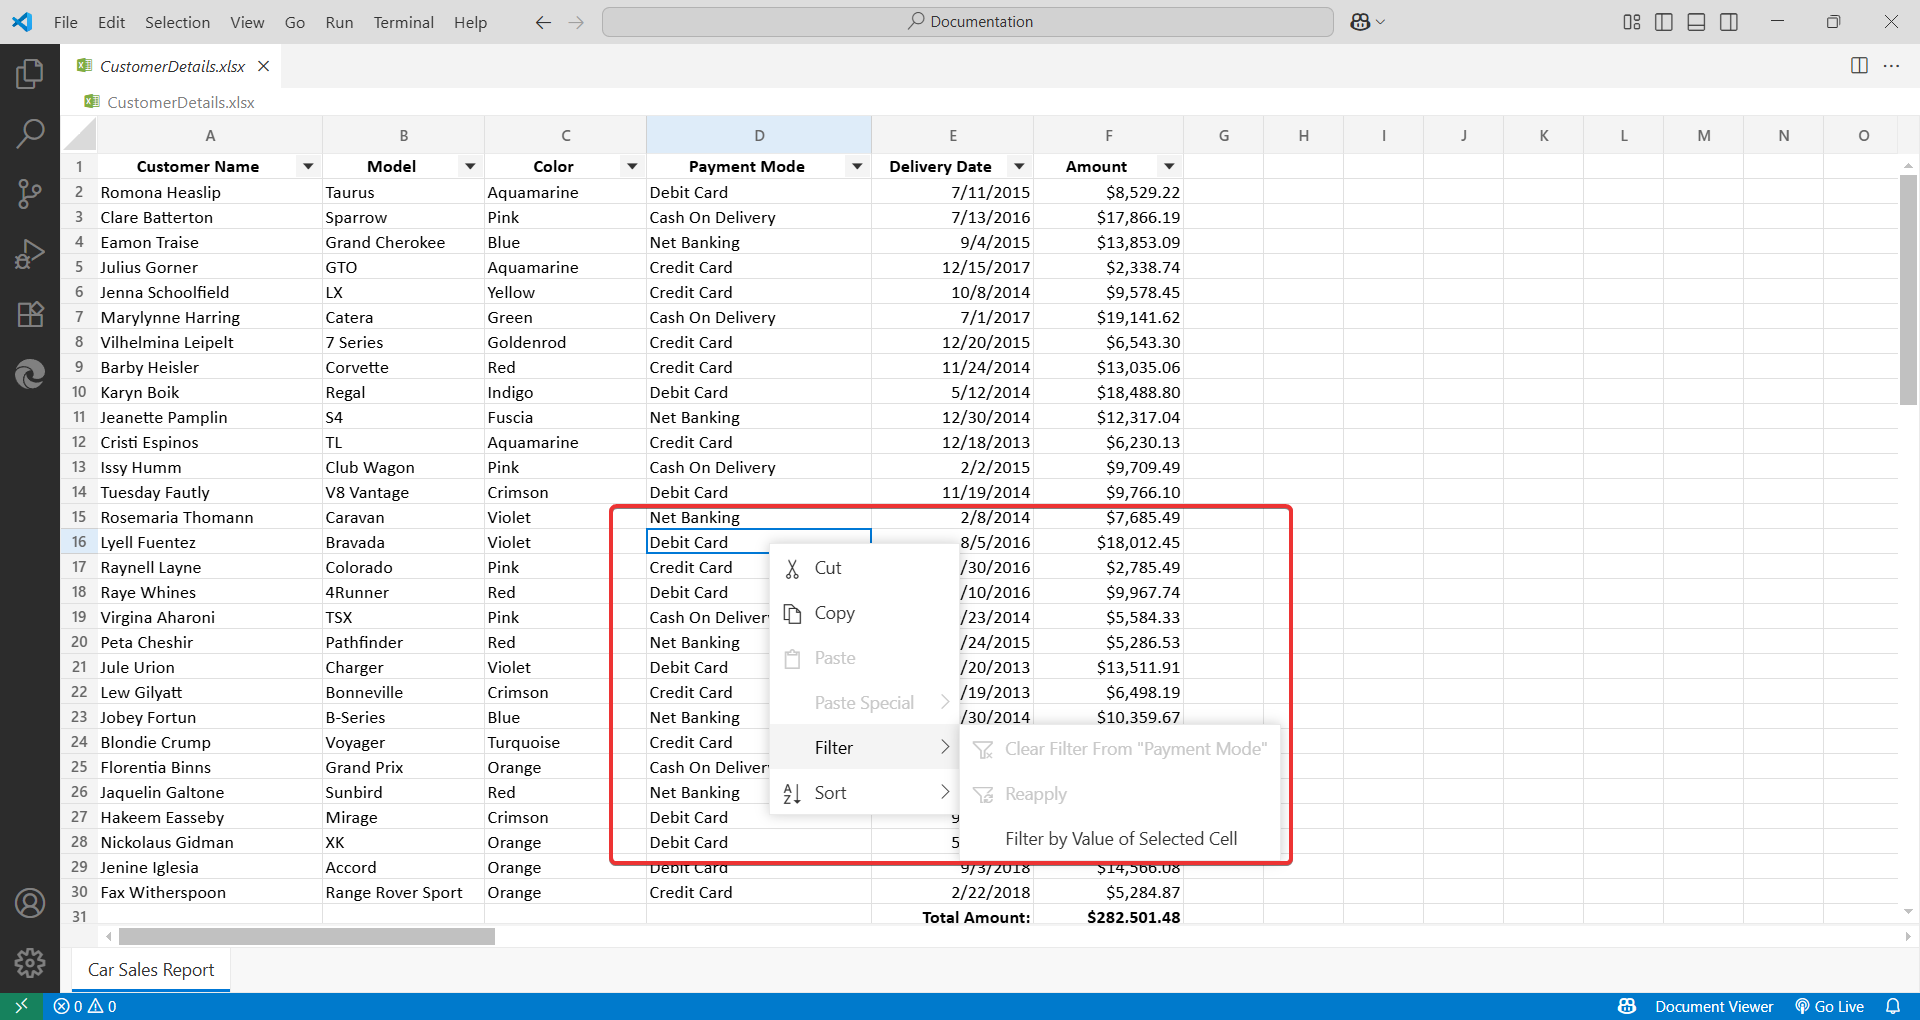 File Edit Selection View Go Run Terminal Help Documentation
CustomerDetails.xlsx
CustomerDetails.xlsx
A B C D E F G H I J K L M N O
1 Customer Name Model Color Payment Mode Delivery Date Amount
2 Romona Heaslip Taurus Aquamarine Debit Card 7/11/2015 $8,529.22
3 Clare Batterton Sparrow Pink Cash On Delivery 7/13/2016 $17,866.19
4 Eamon Traise Grand Cherokee Blue Net Banking 9/4/2015 $13,853.09
5 Julius Gorner GTO Aquamarine Credit Card 12/15/2017 $2,338.74
6 Jenna Schoolfield LX Yellow Credit Card 10/8/2014 $9,578.45
7 Marylynne Harring Catera Green Cash On Delivery 7/1/2017 $19,141.62
8 Vilhelmina Leipelt 7 Series Goldenrod Credit Card 12/20/2015 $6,543.30
9 Barby Heisler Corvette Red Credit Card 11/24/2014 $13,035.06
10 Karyn Boik Regal Indigo Debit Card 5/12/2014 $18,488.80
11 Jeanette Pamplin S4 Fuscia Net Banking 12/30/2014 $12,317.04
12 Cristi Espinos TL Aquamarine Credit Card 12/18/2013 $6,230.13
13 Issy Humm Club Wagon Pink Cash On Delivery 2/2/2015 $9,709.49
14 Tuesday Fautly V8 Vantage Crimson Debit Card 11/19/2014 $9,766.10
15 Rosemaria Thomann Caravan Violet Net Banking 2/8/2014 $7,685.49
16 Lyell Fuentez Bravada Violet Debit Card 8/5/2016 $18,012.45
17 Raynell Layne Colorado Pink Credit Card /30/2016 $2,785.49
18 Raye Whines 4Runner Red Debit Card /10/2016 $9,967.74
19 Virgina Aharoni TSX Pink Cash On Delivery /23/2014 $5,584.33
20 Peta Cheshir Pathfinder Red Net Banking /24/2015 $5,286.53
21 Jule Urion Charger Violet Debit Card /20/2013 $13,511.91
22 Lew Gilyatt Bonneville Crimson Credit Card /19/2013 $6,498.19
23 Jobey Fortun B-Series Blue Net Banking /30/2014 $10,359.67
24 Blondie Crump Voyager Turquoise Credit Card
25 Florentia Binns Grand Prix Orange Cash On Delivery
26 Jaquelin Galtone Sunbird Red Net Banking
27 Hakeem Easseby Mirage Crimson Debit Card 9
28 Nickolaus Gidman XK Orange Debit Card 5
29 Jenine Iglesia Accord Orange Debit Card 9/3/2018 $14,566.08
30 Fax Witherspoon Range Rover Sport Orange Credit Card 2/22/2018 $5,284.87
31 Total Amount: $282,501.48
Cut
Copy
Paste
Paste Special
Filter
Sort
Clear Filter From "Payment Mode"
Reapply
Filter by Value of Selected Cell
Car Sales Report
0 0 Document Viewer Go Live